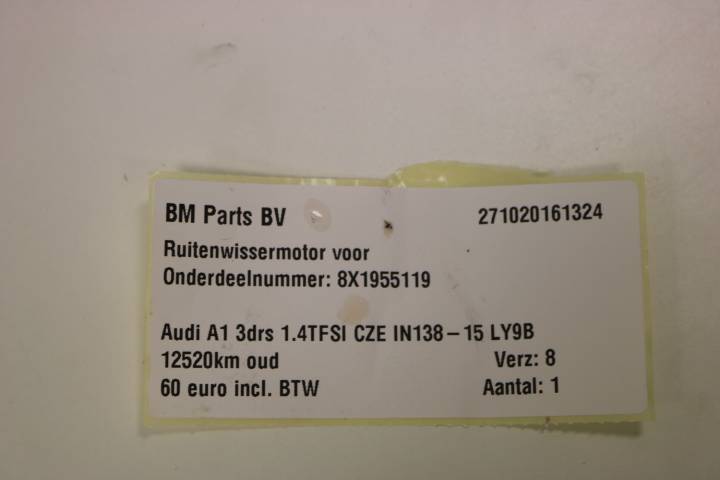 BM Parts BV 271020161324
Ruitenwissermotor voor
Onderdeelnummer: 8X1955119
Audi A1 3drs 1.4TFSI CZE IN138-15 LY9B
12520km oud Verz: 8
60 euro incl. BTW Aantal: 1